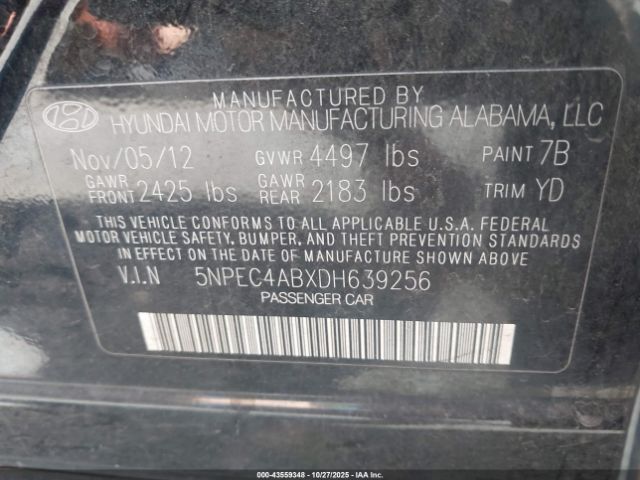 MANUFACTURED BY
HYUNDAI MOTOR MANUFACTURING ALABAMA, LLC
Nov/05/12 GVWR 4497 lbs PAINT 7B
GAWR FRONT 2425 lbs GAWR REAR 2183 lbs TRIM YD
THIS VEHICLE CONFORMS TO ALL APPLICABLE U.S.A. FEDERAL
MOTOR VEHICLE SAFETY, BUMPER, AND THEFT PREVENTION STANDARDS
IN EFFECT ON THE DATE OF MANUFACTURE SHOWN ABOVE.
V.I.N 5NPEC4ABXDH639256
PASSENGER CAR
000-43559348 | 10/27/2025 | IAA Inc.